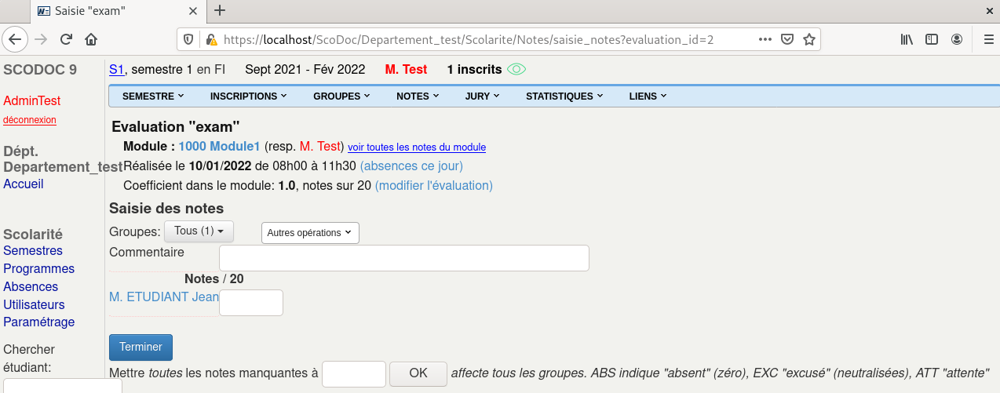 Saisie "exam"
https://localhost/ScoDoc/Departement_test/Scolarite/Notes/saisie_notes?evaluation_id=2
SCODOC 9
AdminTest
déconnexion
Dépt.
Departement_test
Accueil
Scolarité
Semestres
Programmes
Absences
Utilisateurs
Paramétrage
Chercher
étudiant:
S1, semestre 1 en FI Sept 2021 - Fév 2022 M. Test 1 inscrits
SEMESTRE INSCRIPTIONS GROUPES NOTES JURY STATISTIQUES LIENS
Evaluation "exam"
Module : 1000 Module1 (resp. M. Test) voir toutes les notes du module
Réalisée le 10/01/2022 de 08h00 à 11h30 (absences ce jour)
Coefficient dans le module: 1.0, notes sur 20 (modifier l'évaluation)
Saisie des notes
Groupes: Tous (1) Autres opérations
Commentaire
Notes / 20
M. ETUDIANT Jean
Terminer
Mettre toutes les notes manquantes à OK affecte tous les groupes. ABS indique "absent" (zéro), EXC "excusé" (neutralisées), ATT "attente"